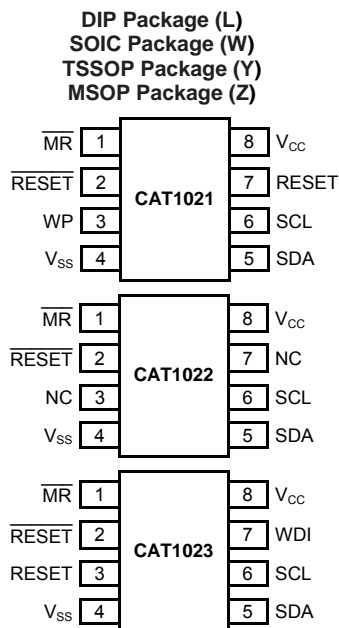 DIP Package (L)
SOIC Package (W)
TSSOP Package (Y)
MSOP Package (Z)
MR 1 8 VCC
RESET 2 7 RESET
CAT1021
WP 3 6 SCL
VSS 4 5 SDA
MR 1 8 VCC
RESET 2 7 NC
CAT1022
NC 3 6 SCL
VSS 4 5 SDA
MR 1 8 VCC
RESET 2 7 WDI
CAT1023
RESET 3 6 SCL
VSS 4 5 SDA